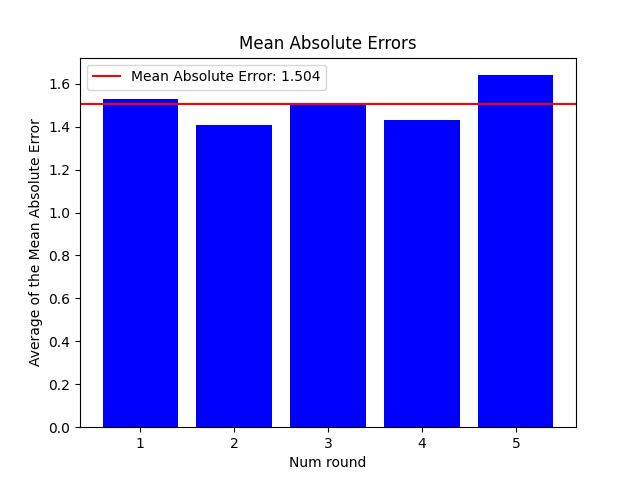 Mean Absolute Errors
Mean Absolute Error: 1.504
Average of the Mean Absolute Error
1.6
1.4
1.2
1.0
0.8
0.6
0.4
0.2
0.0
1 2 3 4 5
Num round